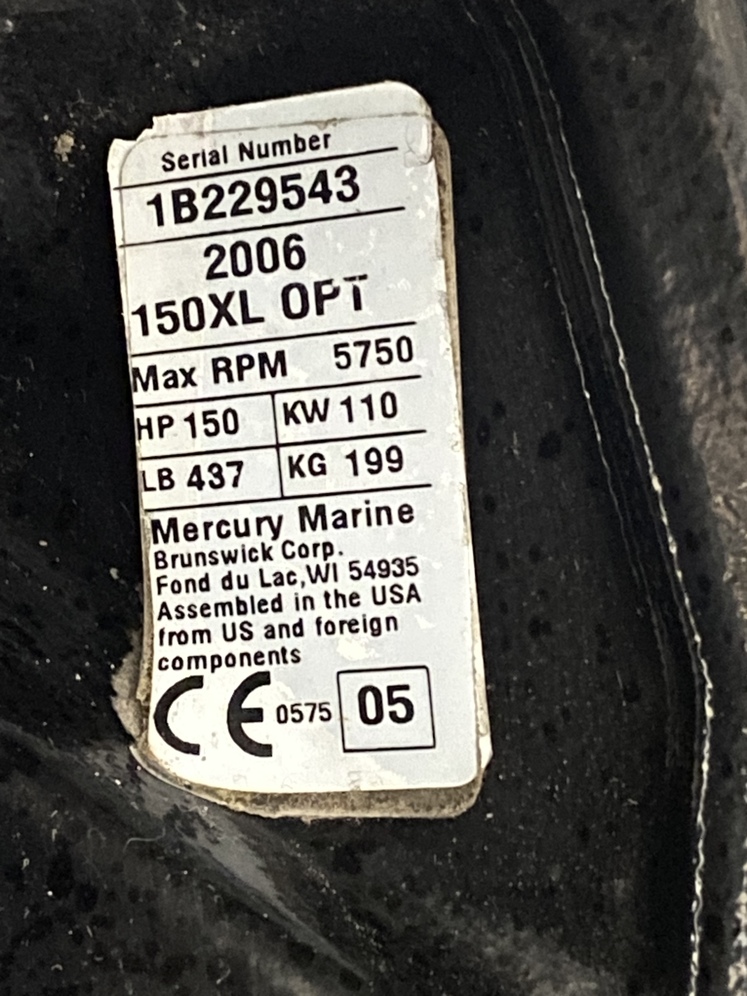 Serial Number
1B229543
2006
150XL OPT
Max RPM 5750
HP 150 KW 110
LB 437 KG 199
Mercury Marine
Brunswick Corp.
Fond du Lac,WI 54935
Assembled in the USA
from US and foreign
components
CE 0575 05